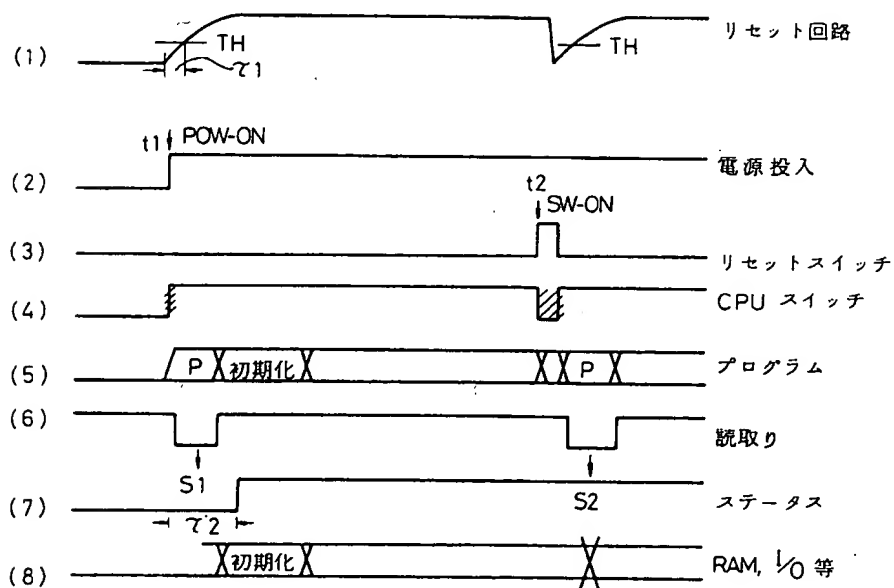 (1) TH τ1 TH リセット回路
(2) t1 POW-ON 電源投入
(3) t2 SW-ON リセットスイッチ
(4) CPU スイッチ
(5) P 初期化 P プログラム
(6) 読取り
S1 S2
(7) τ2 ステータス
(8) 初期化 RAM, I/O 等